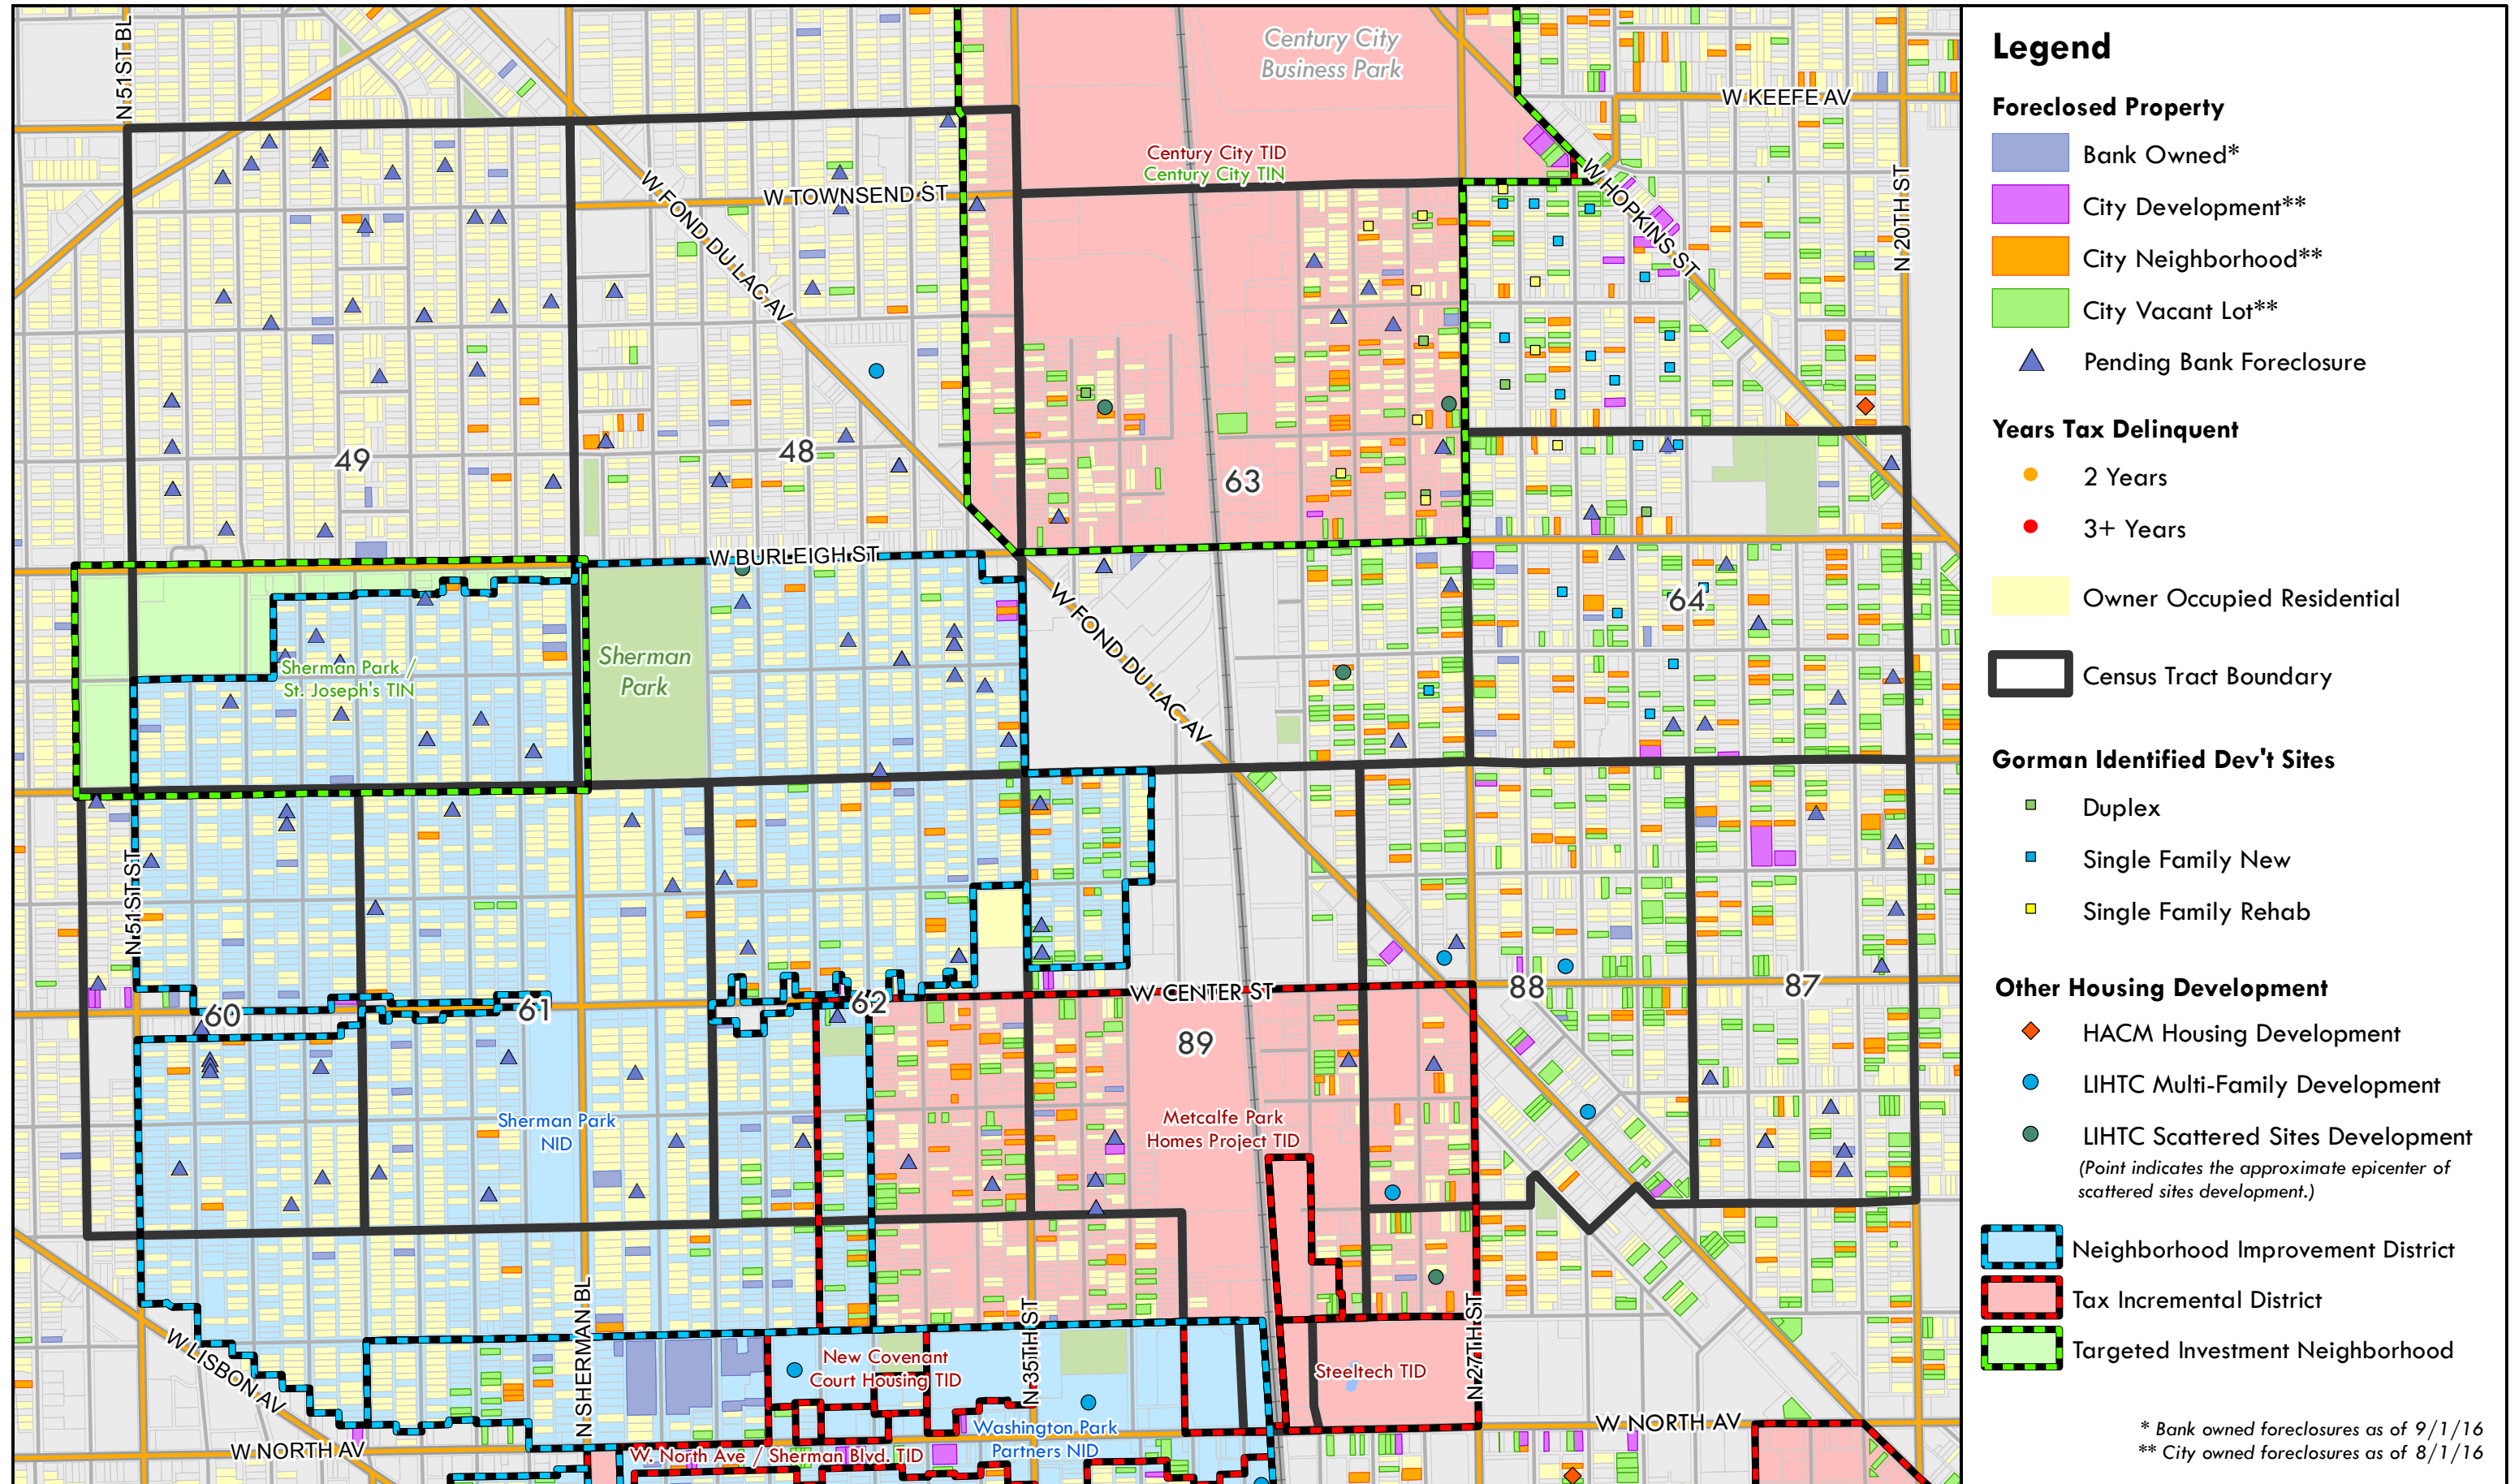 N 51ST BL
Century City
Business Park
W KEEFE AV
Century City TID
Century City TIN
W HOPKINS ST
W FOND DU LAC AV
W TOWNSEND ST
N 20TH ST
49
48
63
W BURLEIGH ST
Sherman
Park
W FOND DU LAC AV
64
Sherman Park /
St. Joseph's TIN
N 51ST ST
60
61
62
W CENTER ST
88
87
89
Sherman Park
NID
Metcalfe Park
Homes Project TID
N SHERMAN BL
N 35TH ST
N 27TH ST
W LISBON AV
New Covenant
Court Housing TID
Steeltech TID
W NORTH AV
Washington Park
Partners NID
W. North Ave / Sherman Blvd. TID
W NORTH AV
Legend
Foreclosed Property
Bank Owned*
City Development**
City Neighborhood**
City Vacant Lot**
Pending Bank Foreclosure
Years Tax Delinquent
2 Years
3+ Years
Owner Occupied Residential
Census Tract Boundary
Gorman Identified Dev't Sites
Duplex
Single Family New
Single Family Rehab
Other Housing Development
HACM Housing Development
LIHTC Multi-Family Development
LIHTC Scattered Sites Development
(Point indicates the approximate epicenter of
scattered sites development.)
Neighborhood Improvement District
Tax Incremental District
Targeted Investment Neighborhood
* Bank owned foreclosures as of 9/1/16
** City owned foreclosures as of 8/1/16